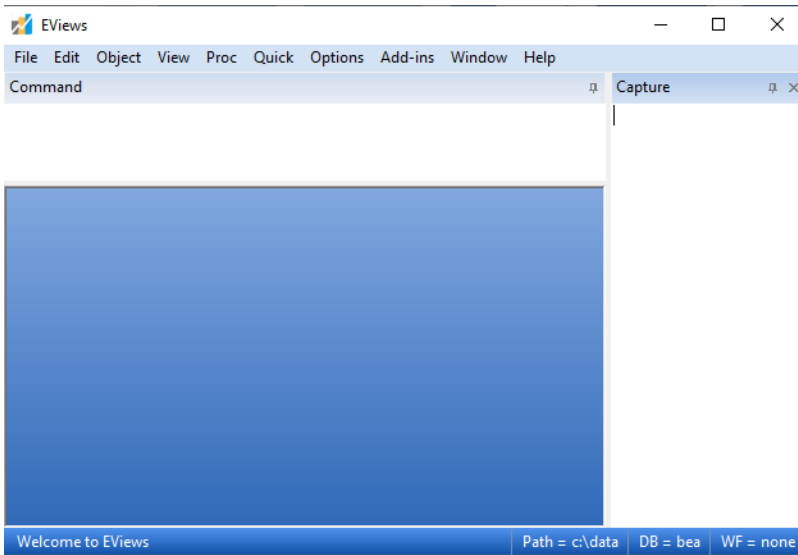 EViews
File Edit Object View Proc Quick Options Add-ins Window Help
Command
Capture
Welcome to EViews
Path = c:\data
DB = bea
WF = none